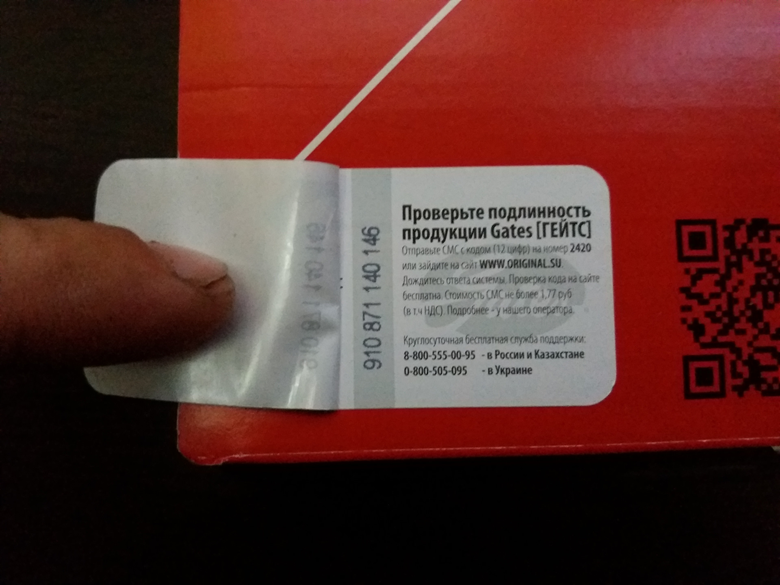 910 871 140 146
Проверьте подлинность
продукции Gates [ГЕЙТС]
Отправьте СМС с кодом (12 цифр) на номер 2420
или зайдите на сайт WWW.ORIGINAL.SU.
Дождитесь ответа системы. Проверка кода на сайте
бесплатна. Стоимость СМС не более 1,77 руб
(в т.ч НДС). Подробнее - у нашего оператора.
Круглосуточная бесплатная служба поддержки:
8-800-555-00-95 - в России и Казахстане
0-800-505-095 - в Украине